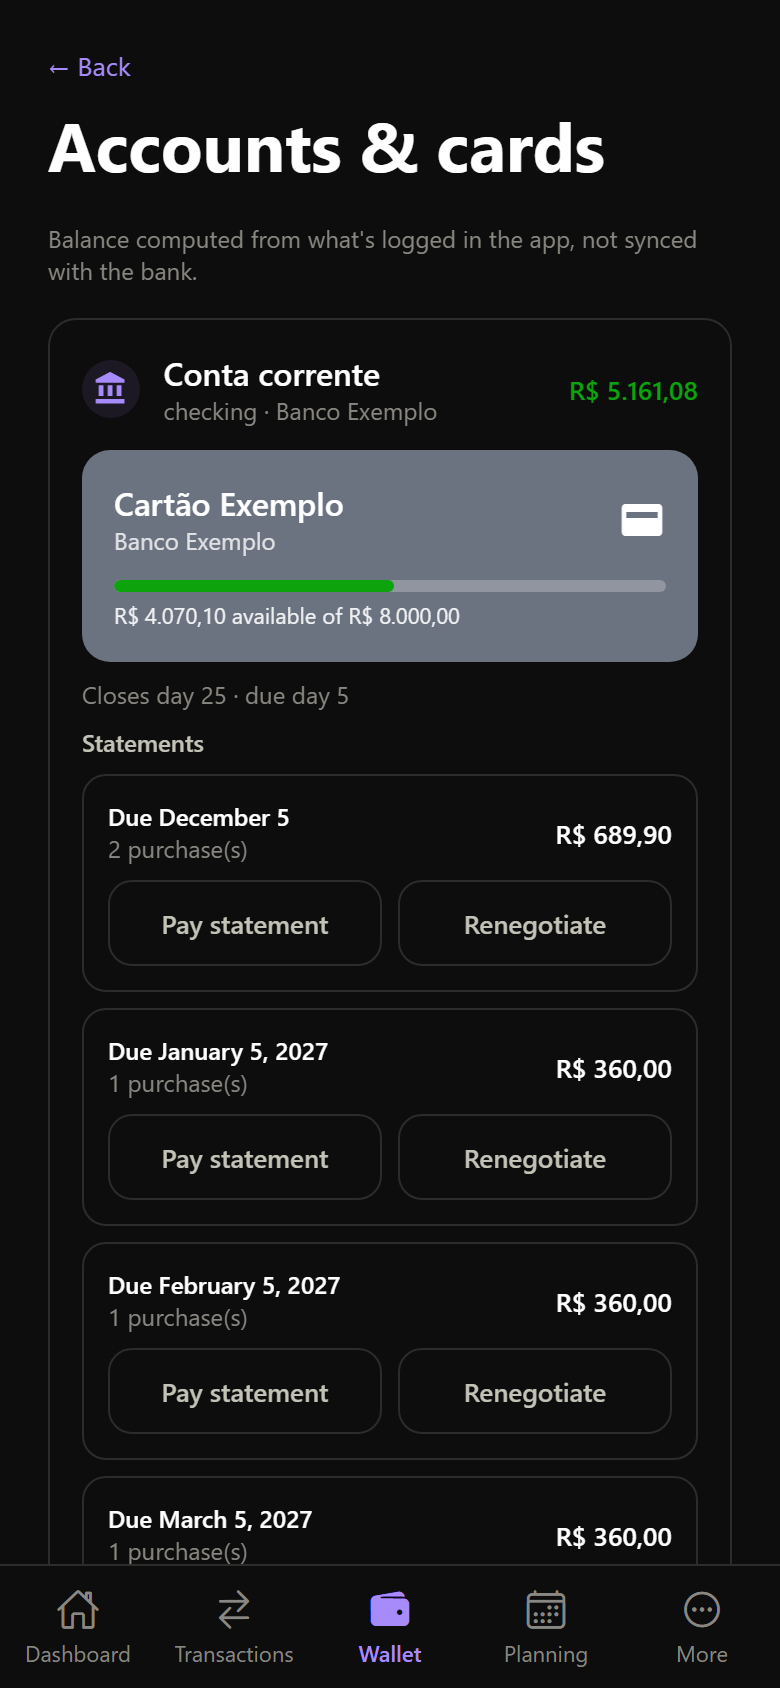 ← Back
Accounts & cards
Balance computed from what's logged in the app, not synced
with the bank.
Conta corrente
checking · Banco Exemplo
R$ 5.161,08
Cartão Exemplo
Banco Exemplo
R$ 4.070,10 available of R$ 8.000,00
Closes day 25 · due day 5
Statements
Due December 5
2 purchase(s)
R$ 689,90
Pay statement
Renegotiate
Due January 5, 2027
1 purchase(s)
R$ 360,00
Pay statement
Renegotiate
Due February 5, 2027
1 purchase(s)
R$ 360,00
Pay statement
Renegotiate
Due March 5, 2027
1 purchase(s)
R$ 360,00
Dashboard
Transactions
Wallet
Planning
More